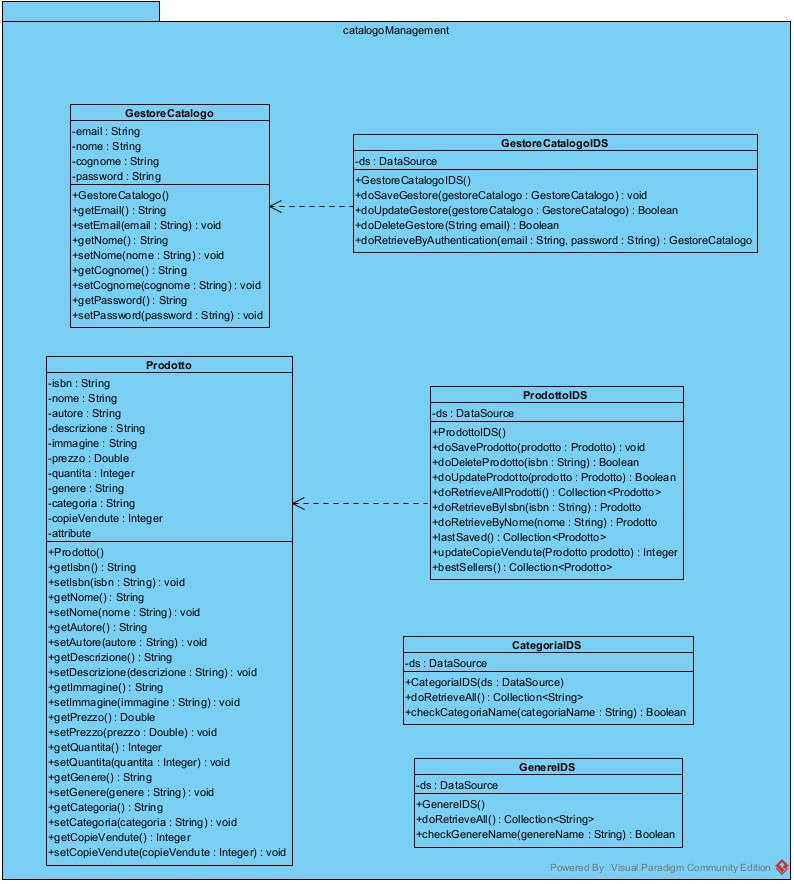 catalogoManagement
GestoreCatalogo
-email : String
-nome : String
-cognome : String
-password : String
+GestoreCatalogo()
+getEmail() : String
+setEmail(email : String) : void
+getNome() : String
+setNome(nome : String) : void
+getCognome() : String
+setCognome(cognome : String) : void
+getPassword() : String
+setPassword(password : String) : void
GestoreCatalogoIDS
-ds : DataSource
+GestoreCatalogoIDS()
+doSaveGestore(gestoreCatalogo : GestoreCatalogo) : void
+doUpdateGestore(gestoreCatalogo : GestoreCatalogo) : Boolean
+doDeleteGestore(String email) : Boolean
+doRetrieveByAuthentication(email : String, password : String) : GestoreCatalogo
Prodotto
-isbn : String
-nome : String
-autore : String
-descrizione : String
-immagine : String
-prezzo : Double
-quantita : Integer
-genere : String
-categoria : String
-copieVendute : Integer
-attribute
+Prodotto()
+getIsbn() : String
+setIsbn(isbn : String) : void
+getNome() : String
+setNome(nome : String) : void
+getAutore() : String
+setAutore(autore : String) : void
+getDescrizione() : String
+setDescrizione(descrizione : String) : void
+getImmagine() : String
+setImmagine(immagine : String) : void
+getPrezzo() : Double
+setPrezzo(prezzo : Double) : void
+getQuantita() : Integer
+setQuantita(quantita : Integer) : void
+getGenere() : String
+setGenere(genere : String) : void
+getCategoria() : String
+setCategoria(categoria : String) : void
+getCopieVendute() : Integer
+setCopieVendute(copieVendute : Integer) : void
ProdottoIDS
-ds : DataSource
+ProdottoIDS()
+doSaveProdotto(prodotto : Prodotto) : void
+doDeleteProdotto(isbn : String) : Boolean
+doUpdateProdotto(prodotto : Prodotto) : Boolean
+doRetrieveAllProdotti() : Collection<Prodotto>
+doRetrieveByIsbn(isbn : String) : Prodotto
+doRetrieveByNome(nome : String) : Prodotto
+lastSaved() : Collection<Prodotto>
+updateCopieVendute(Prodotto prodotto) : Integer
+bestSellers() : Collection<Prodotto>
CategoriaIDS
-ds : DataSource
+CategoriaIDS(ds : DataSource)
+doRetrieveAll() : Collection<String>
+checkCategoriaName(categoriaName : String) : Boolean
GenereIDS
-ds : DataSource
+GenereIDS()
+doRetrieveAll() : Collection<String>
+checkGenereName(genereName : String) : Boolean
Powered By: Visual Paradigm Community Edition